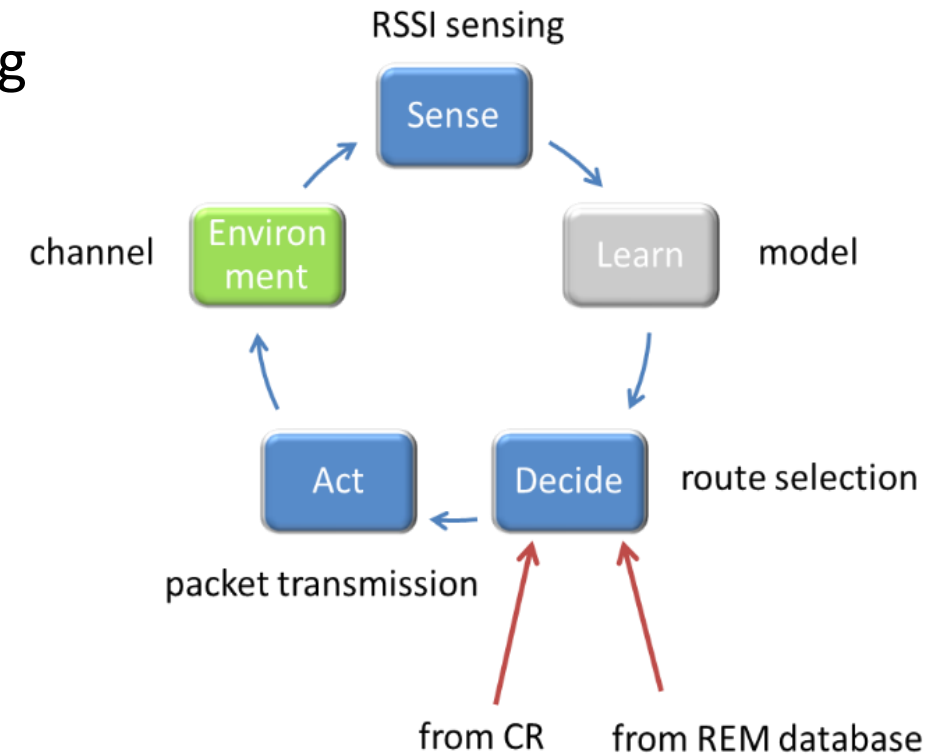 g
RSSI sensing
Sense
channel
Environ
ment
Learn
model
Act
Decide
route selection
packet transmission
from CR
from REM database